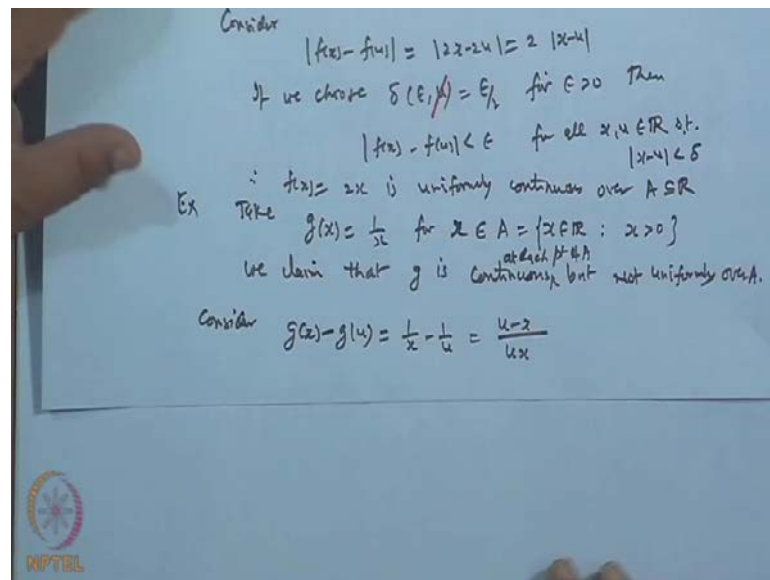 Consider
|f(x) - f(u)| = |2x-2u| = 2 |x-u|
If we choose δ(ε,u) = ε/2 for ε>0 Then
|f(x) - f(u)| < ε for all x,u ∈ ℝ s.t.
|x-u| < δ
∴ f(x) = 2x is uniformly continuous over A ⊆ ℝ
Ex Take
g(x) = 1/x for x ∈ A = {x ∈ ℝ : x>0}
at each pt of A
we claim that g is continuous, but not uniformly over A.
Consider g(x) - g(u) = 1/x - 1/u = u-x/ux
NPTEL